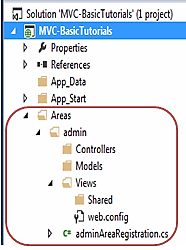 Solution 'MVC-BasicTutorials' (1 project)
MVC-BasicTutorials
Properties
References
App_Data
App_Start
Areas
admin
Controllers
Models
Views
Shared
web.config
C# adminAreaRegistration.cs